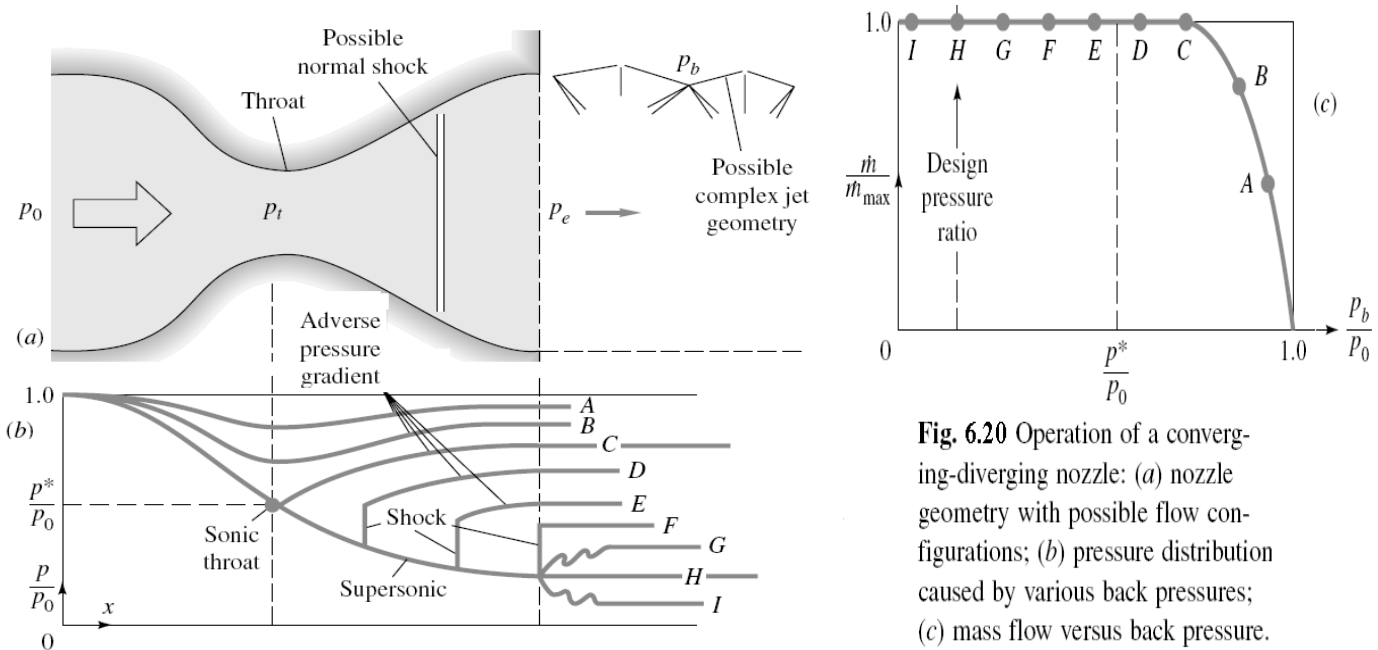 Possible
normal shock
Throat
p_b
Possible
complex jet
geometry
p_0
p_t
p_e
(a)
Adverse
pressure
gradient
1.0
(b)
A
B
C
D
E
F
G
H
I
p*
p_0
Sonic
throat
Shock
Supersonic
p
p_0
x
0
1.0
I
H
G
F
E
D
C
B
A
(c)
ṁ
ṁ_max
Design
pressure
ratio
0
p*
p_0
1.0
p_b
p_0
Fig. 6.20 Operation of a converg-
ing-diverging nozzle: (a) nozzle
geometry with possible flow con-
figurations; (b) pressure distribution
caused by various back pressures;
(c) mass flow versus back pressure.